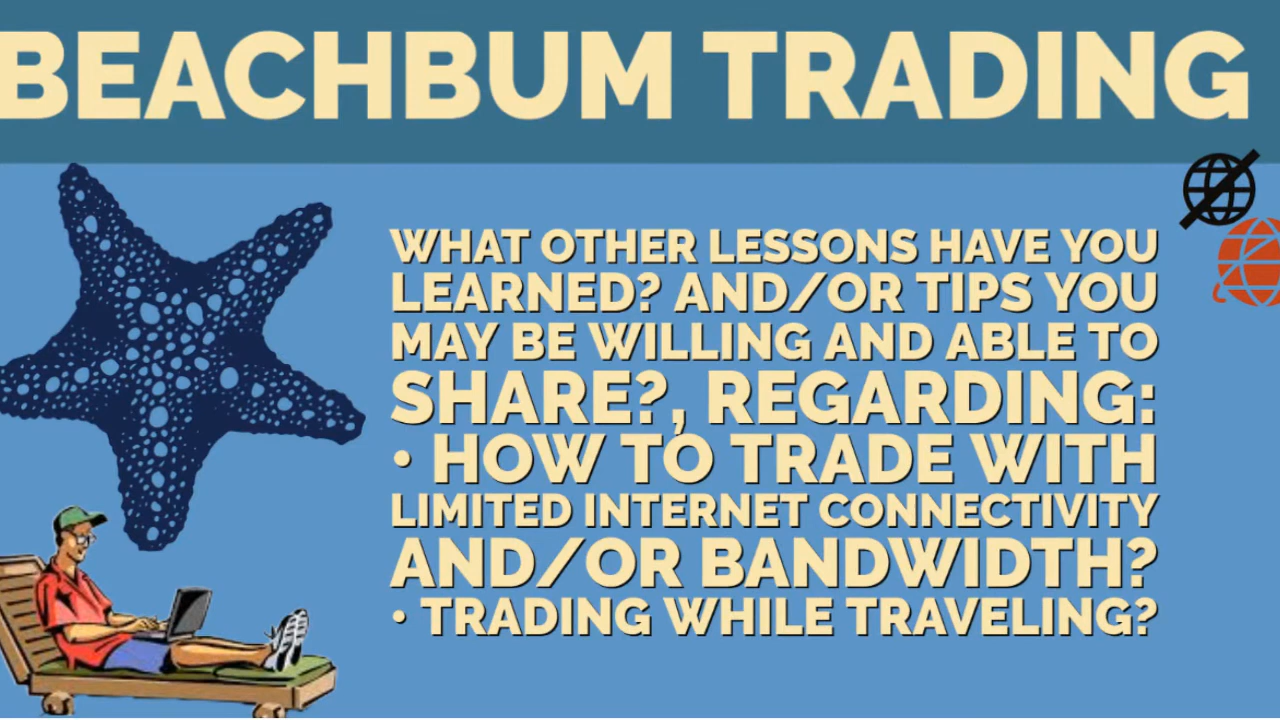 BEACHBUM TRADING
WHAT OTHER LESSONS HAVE YOU
LEARNED? AND/OR TIPS YOU
MAY BE WILLING AND ABLE TO
SHARE?, REGARDING:
• HOW TO TRADE WITH
LIMITED INTERNET CONNECTIVITY
AND/OR BANDWIDTH?
• TRADING WHILE TRAVELING?